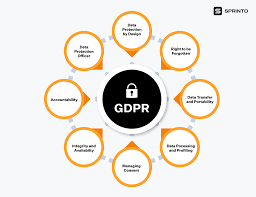 SPRINTO
Data Protection
by Design
Right to be
Forgotten
Data Transfer
and Portability
Data Processing
and Profiling
Managing
Consent
Integrity and
Availability
Accountability
Data
Protection
Officer
GDPR